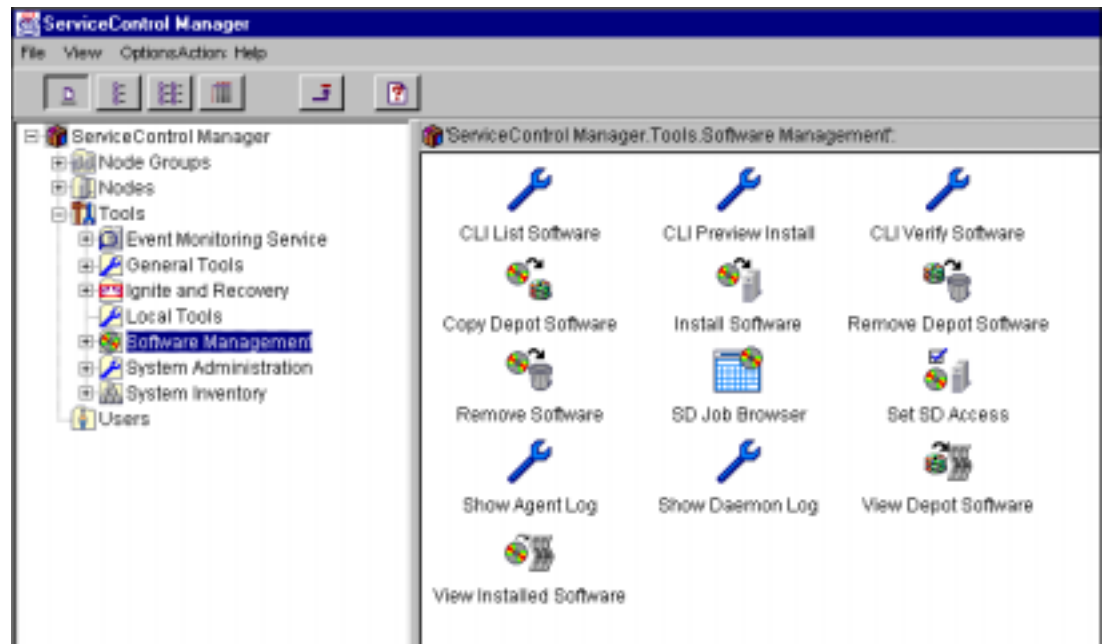 ServiceControl Manager
File View OptionsAction: Help
ServiceControl Manager
Node Groups
Nodes
Tools
Event Monitoring Service
General Tools
Ignite and Recovery
Local Tools
Software Management
System Administration
System Inventory
Users
'ServiceControl Manager.Tools.Software Management':
CLI List Software CLI Preview Install CLI Verify Software
Copy Depot Software Install Software Remove Depot Software
Remove Software SD Job Browser Set SD Access
Show Agent Log Show Daemon Log View Depot Software
View Installed Software